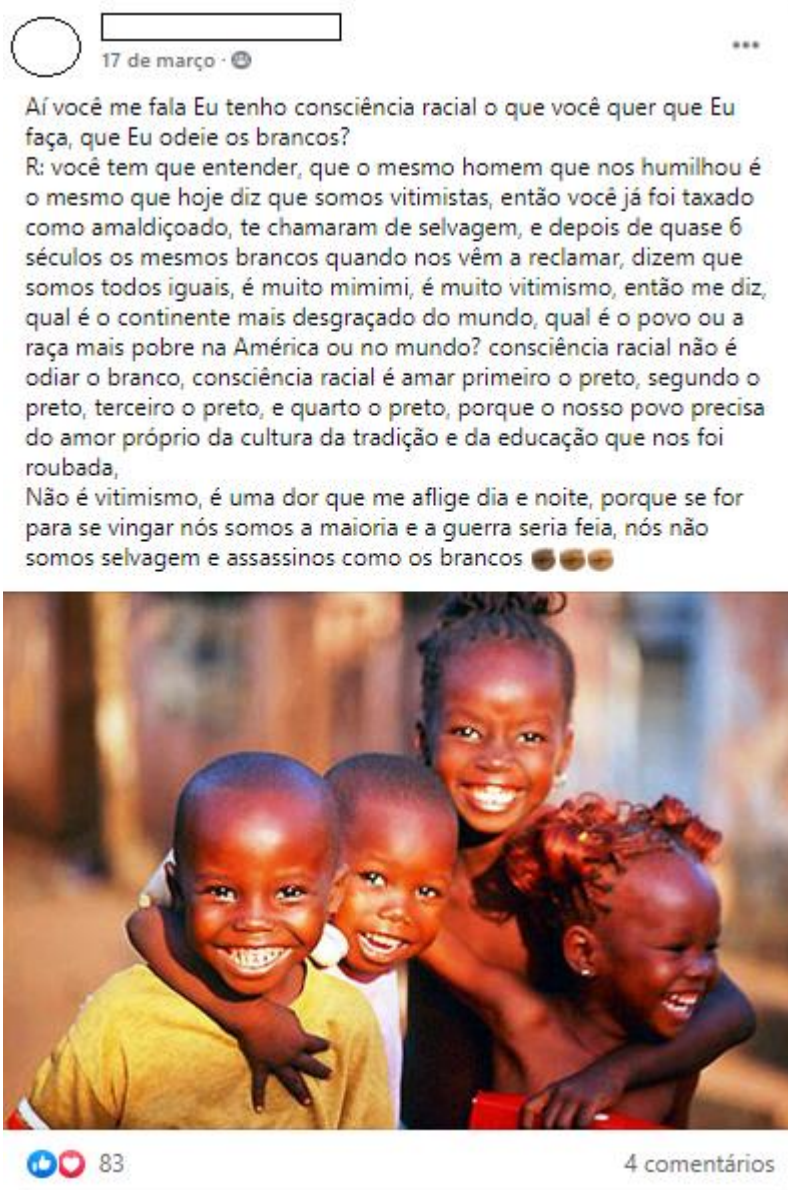 17 de março ·
Aí você me fala Eu tenho consciência racial o que você quer que Eu
faça, que Eu odeie os brancos?
R: você tem que entender, que o mesmo homem que nos humilhou é
o mesmo que hoje diz que somos vitimistas, então você já foi taxado
como amaldiçoado, te chamaram de selvagem, e depois de quase 6
séculos os mesmos brancos quando nos vêm a reclamar, dizem que
somos todos iguais, é muito mimimi, é muito vitimismo, então me diz,
qual é o continente mais desgraçado do mundo, qual é o povo ou a
raça mais pobre na América ou no mundo? consciência racial não é
odiar o branco, consciência racial é amar primeiro o preto, segundo o
preto, terceiro o preto, e quarto o preto, porque o nosso povo precisa
do amor próprio da cultura da tradição e da educação que nos foi
roubada,
Não é vitimismo, é uma dor que me aflige dia e noite, porque se for
para se vingar nós somos a maioria e a guerra seria feia, nós não
somos selvagem e assassinos como os brancos ✊🏿✊🏾✊🏽
83
4 comentários